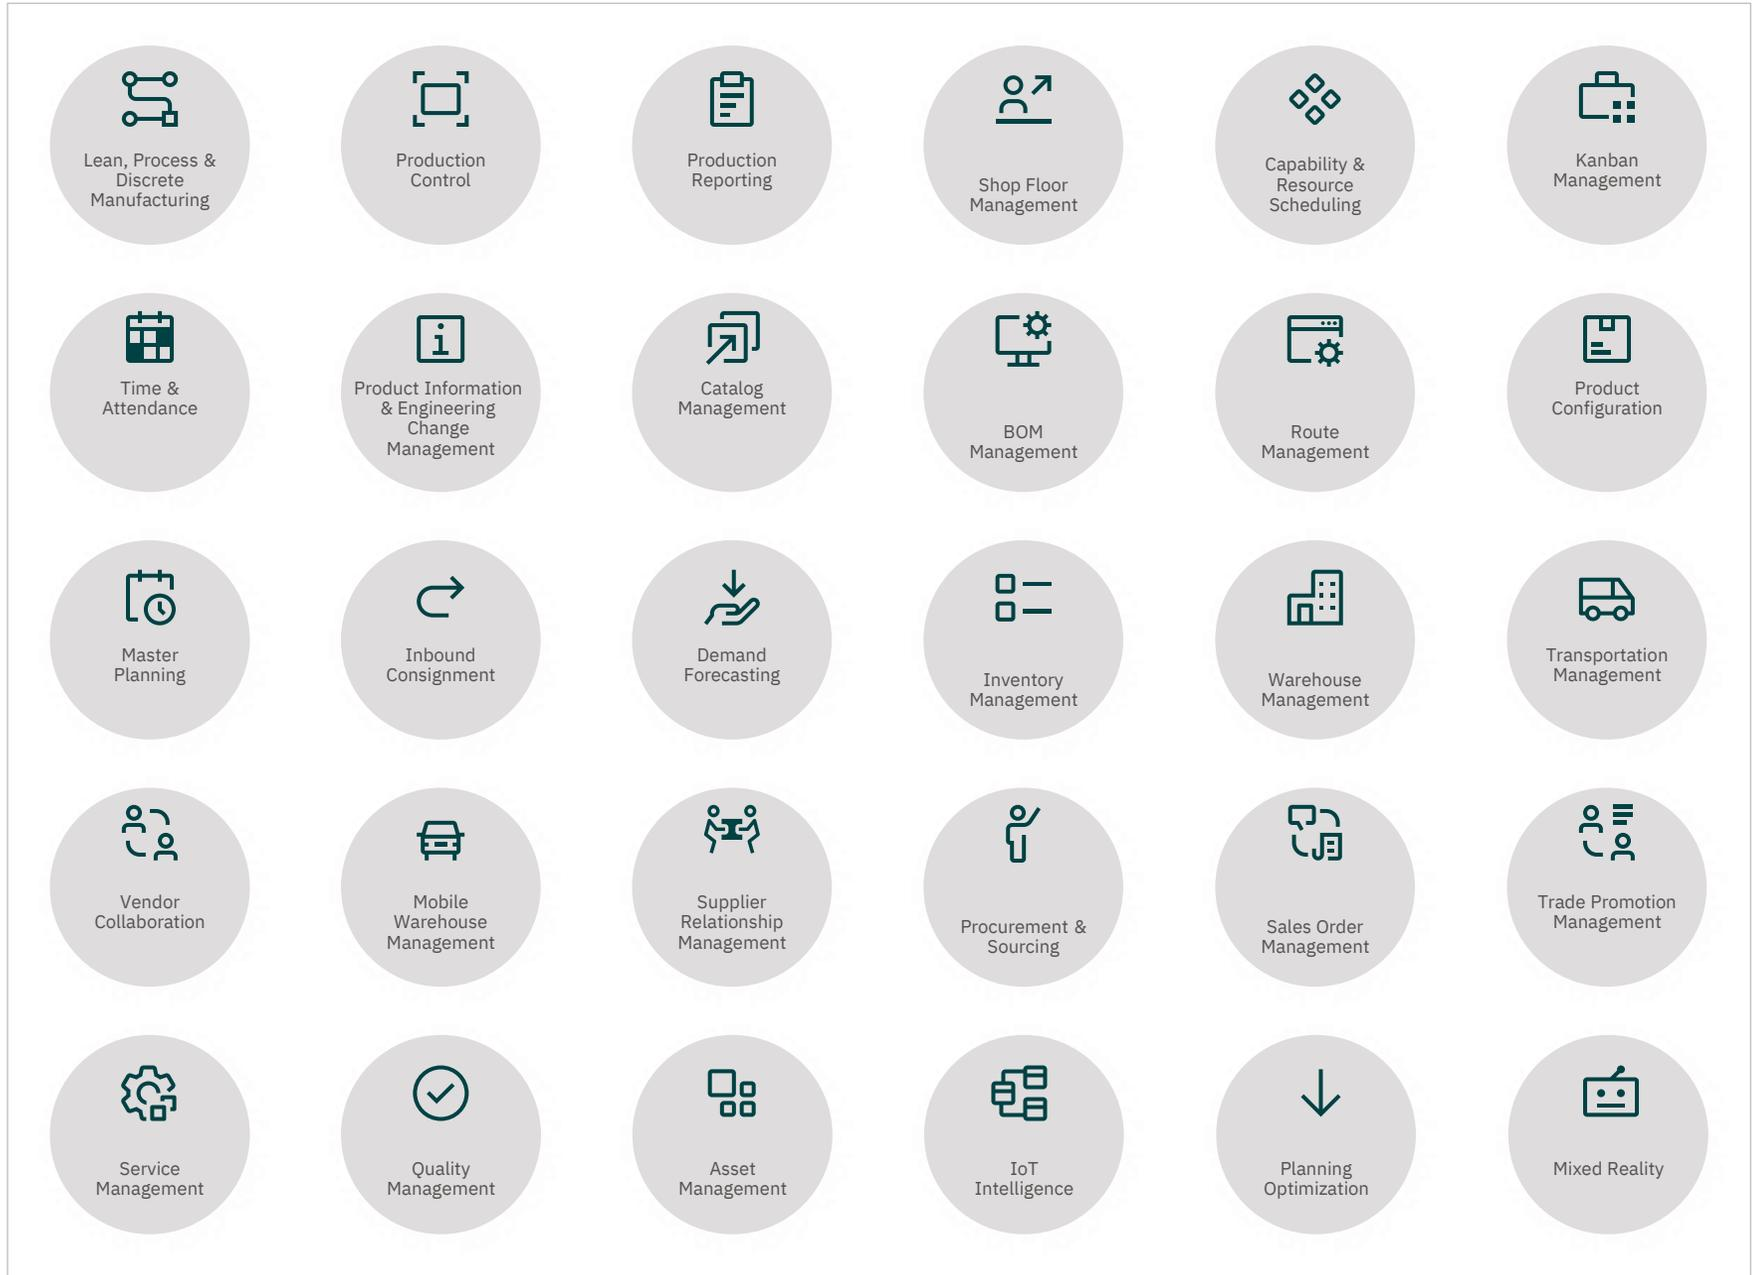 Lean, Process &
Discrete
Manufacturing
Production
Control
Production
Reporting
Shop Floor
Management
Capability &
Resource
Scheduling
Kanban
Management
Time &
Attendance
Product Information
& Engineering
Change
Management
Catalog
Management
BOM
Management
Route
Management
Product
Configuration
Master
Planning
Inbound
Consignment
Demand
Forecasting
Inventory
Management
Warehouse
Management
Transportation
Management
Vendor
Collaboration
Mobile
Warehouse
Management
Supplier
Relationship
Management
Procurement &
Sourcing
Sales Order
Management
Trade Promotion
Management
Service
Management
Quality
Management
Asset
Management
IoT
Intelligence
Planning
Optimization
Mixed Reality